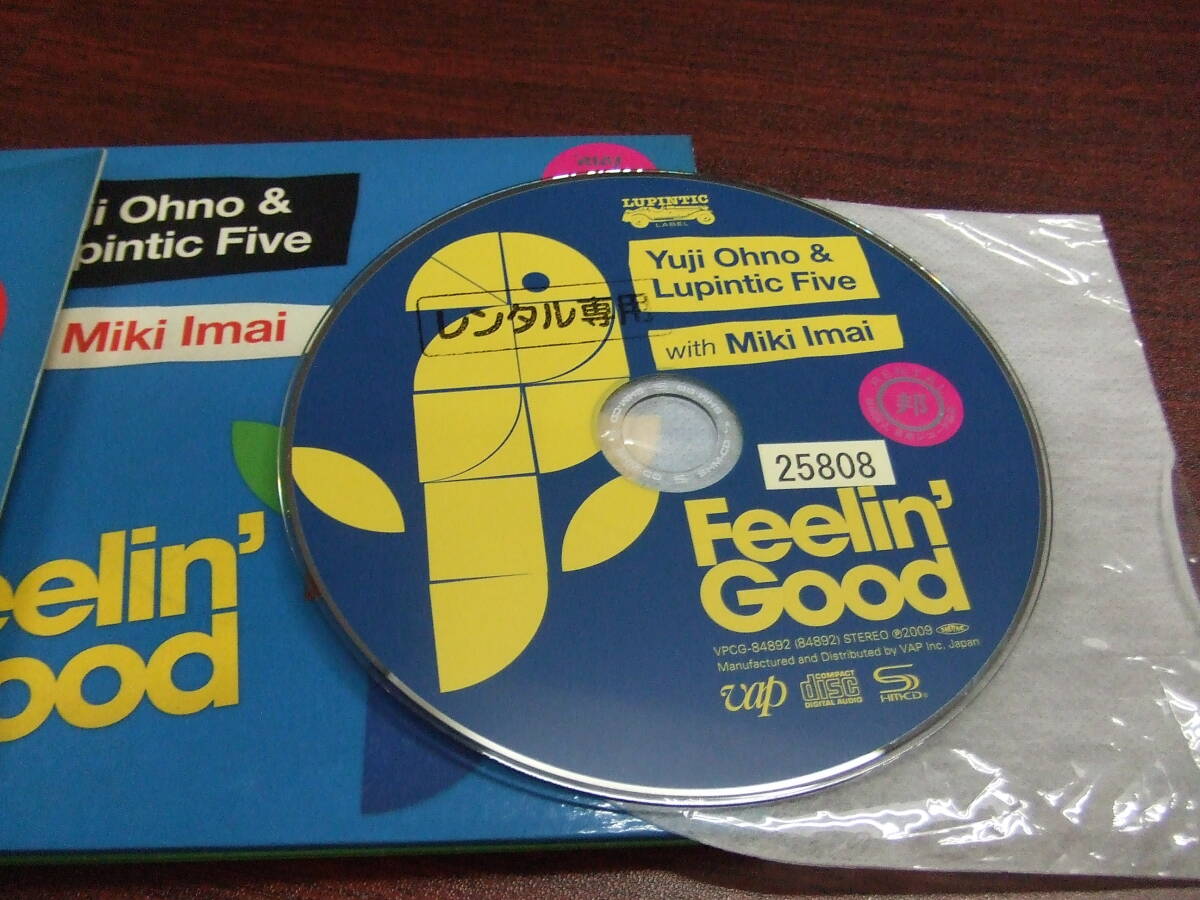 ji Ohno &
pintic Five
Miki Imai
eelin'
ood
LUPINTIC
LABEL
Yuji Ohno &
Lupintic Five
with Miki Imai
レンタル専用
RENTAL
邦
25808
Feelin'
Good
VPCG-84892 (84892) STEREO ℗2009
Manufactured and Distributed by VAP Inc. Japan
vap
COMPACT
disc
DIGITAL AUDIO
SHMCD